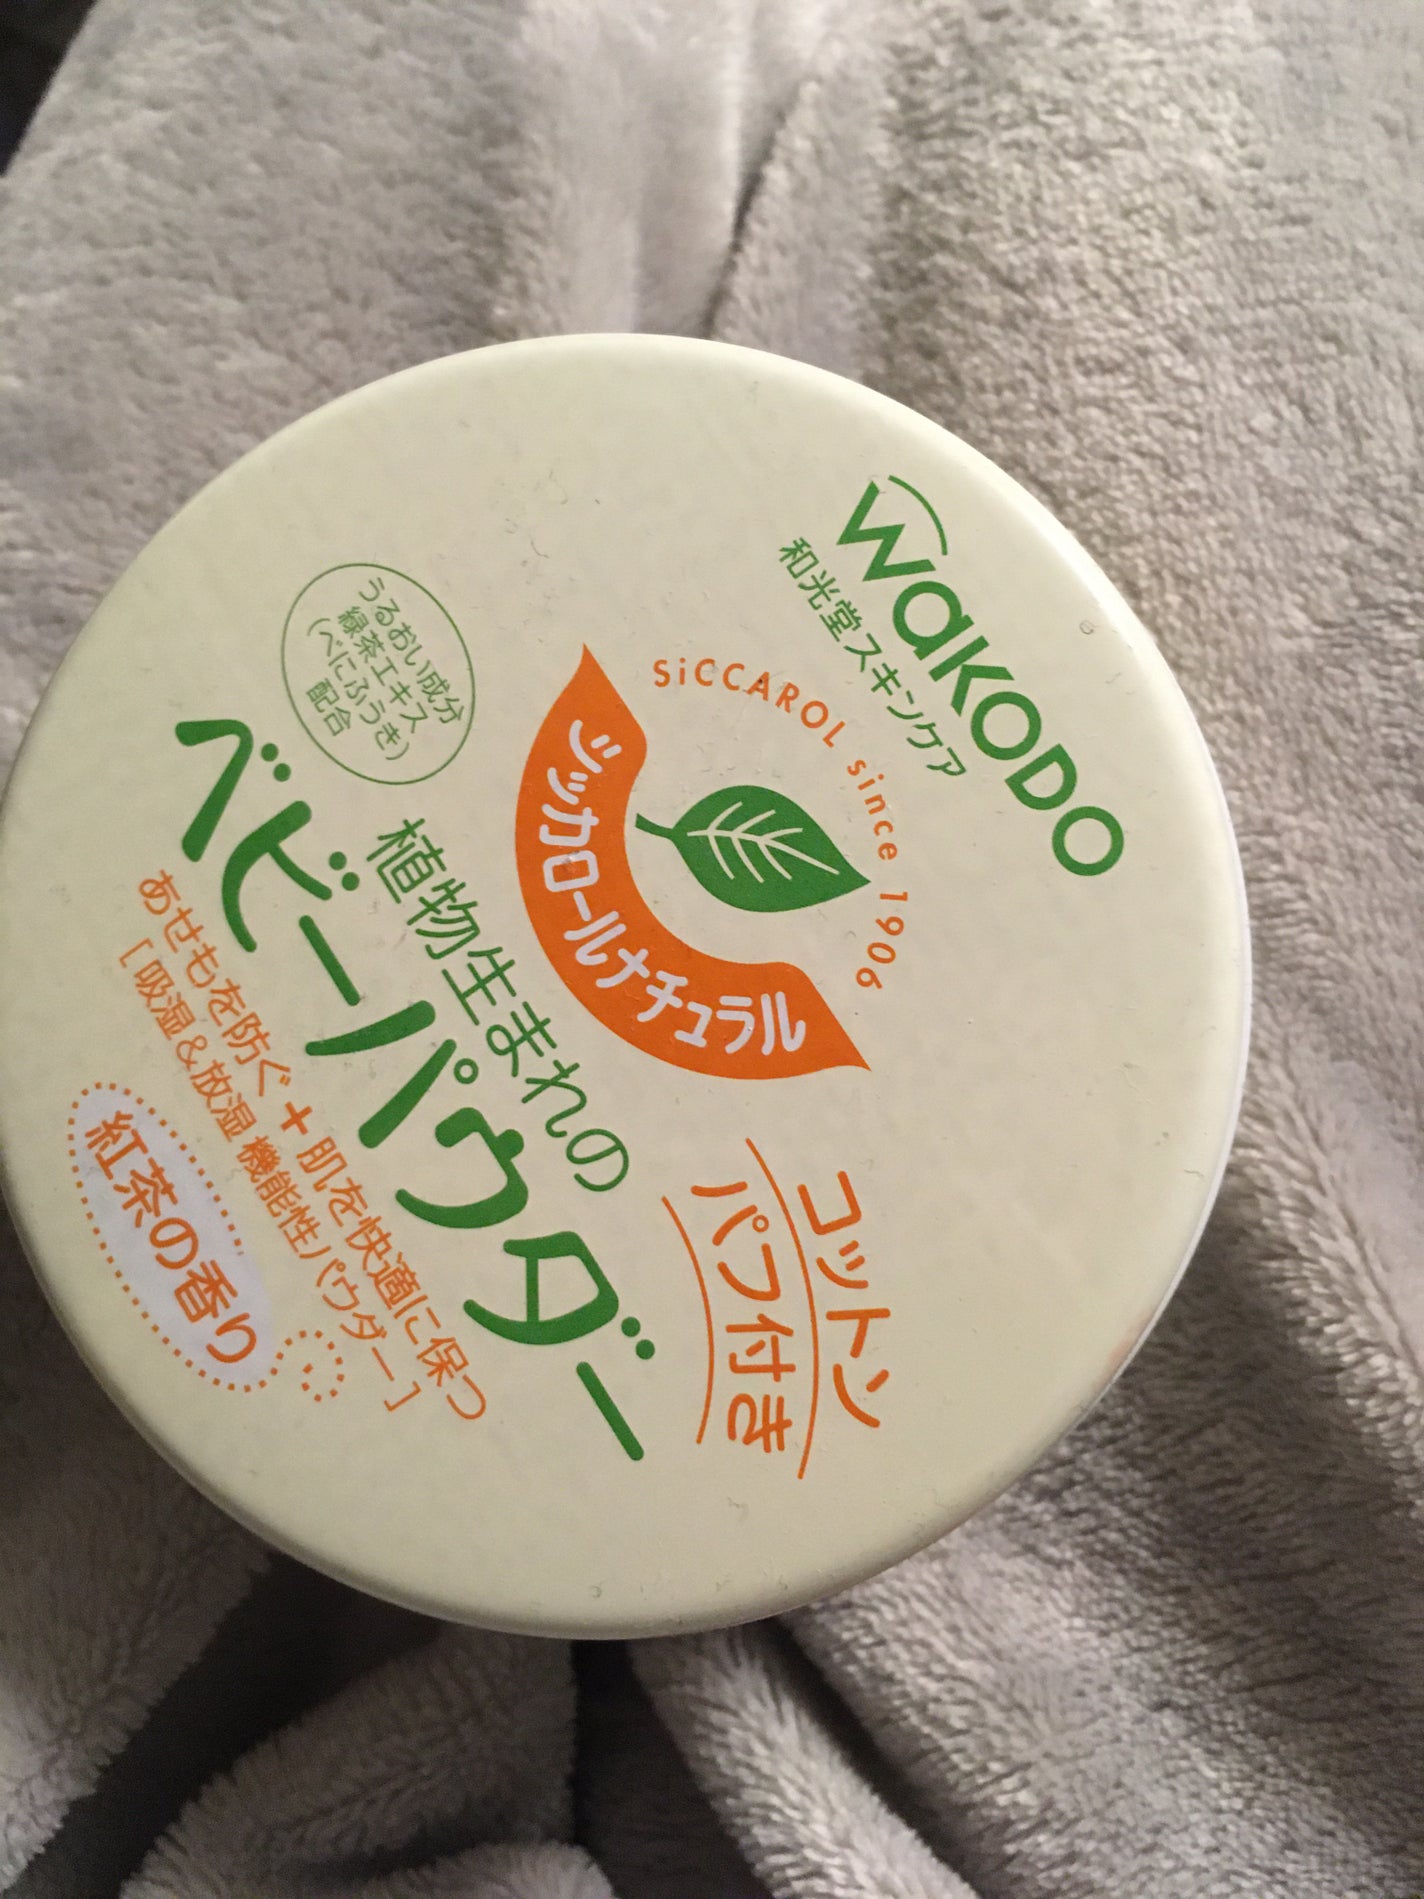 WaKODO
和光堂スキンケア
SiCCAROL since 1906
シッカロールナチュラル
コットン
パフ付き
うるおい成分
緑茶エキス
(べにふうき)
配合
植物生まれの
ベビーパウダー
あせもを防ぐ+肌を快適に保つ
[吸湿&放湿 機能性パウダー]
紅茶の香り